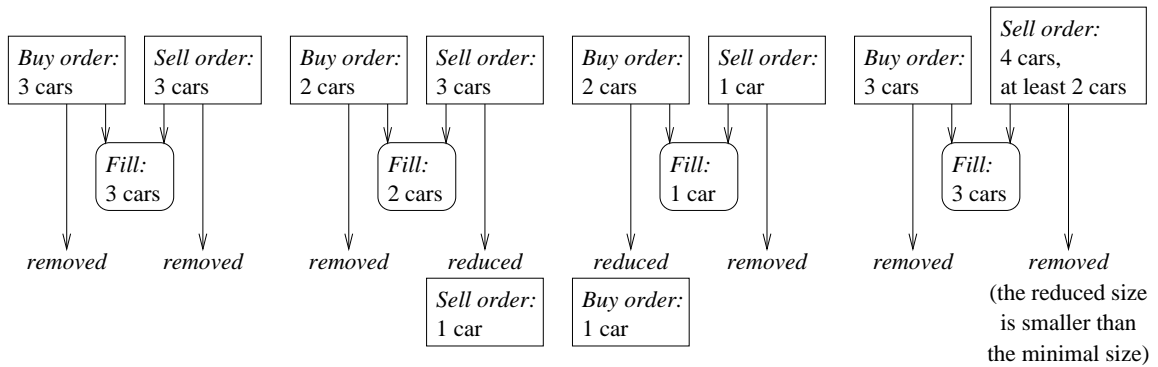 Buy order:
3 cars
Sell order:
3 cars
Fill:
3 cars
removed
removed
Buy order:
2 cars
Sell order:
3 cars
Fill:
2 cars
removed
reduced
Sell order:
1 car
Buy order:
2 cars
Sell order:
1 car
Fill:
1 car
reduced
removed
Buy order:
1 car
Buy order:
3 cars
Sell order:
4 cars,
at least 2 cars
Fill:
3 cars
removed
removed
(the reduced size
is smaller than
the minimal size)